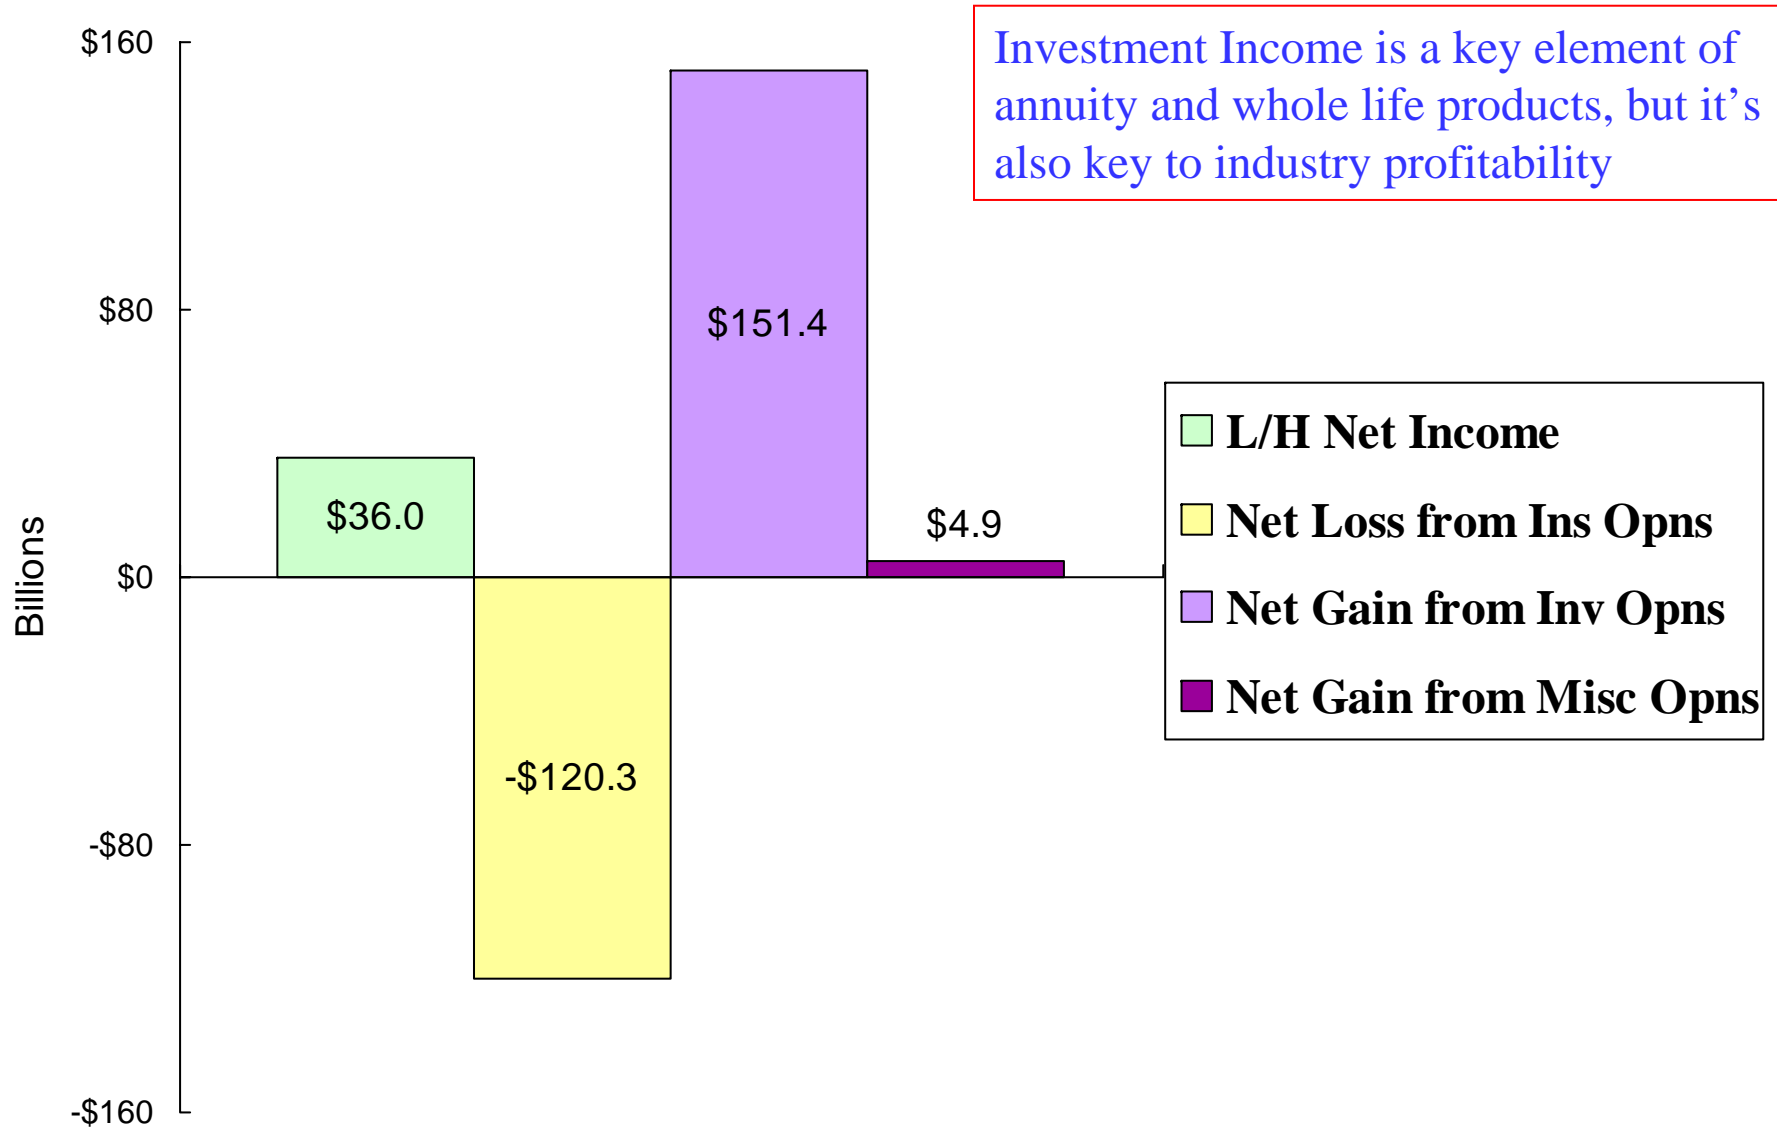 Investment Income is a key element of
annuity and whole life products, but it’s
also key to industry profitability
$160
$80
$0
-$80
-$160
Billions
$36.0
-$120.3
$151.4
$4.9
L/H Net Income
Net Loss from Ins Opns
Net Gain from Inv Opns
Net Gain from Misc Opns